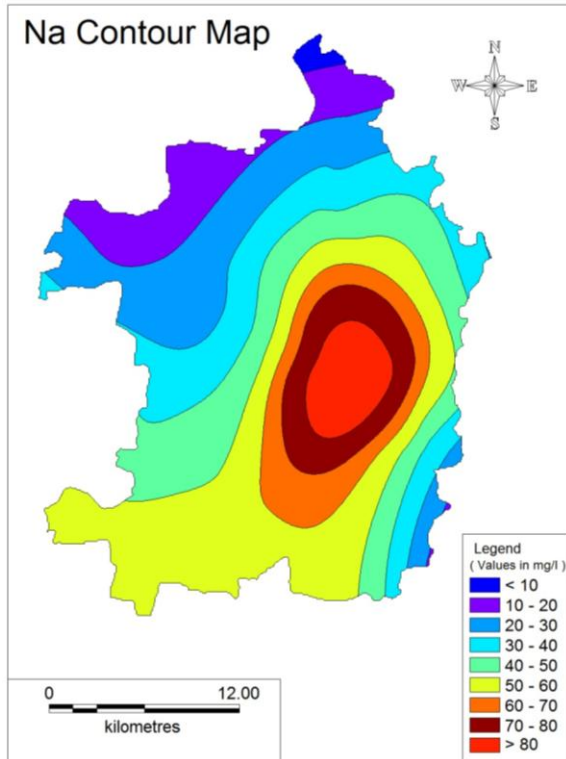 Na Contour Map
N
W E
S
Legend
( Values in mg/l )
< 10
10 - 20
20 - 30
30 - 40
40 - 50
50 - 60
60 - 70
70 - 80
> 80
0 12.00
kilometres